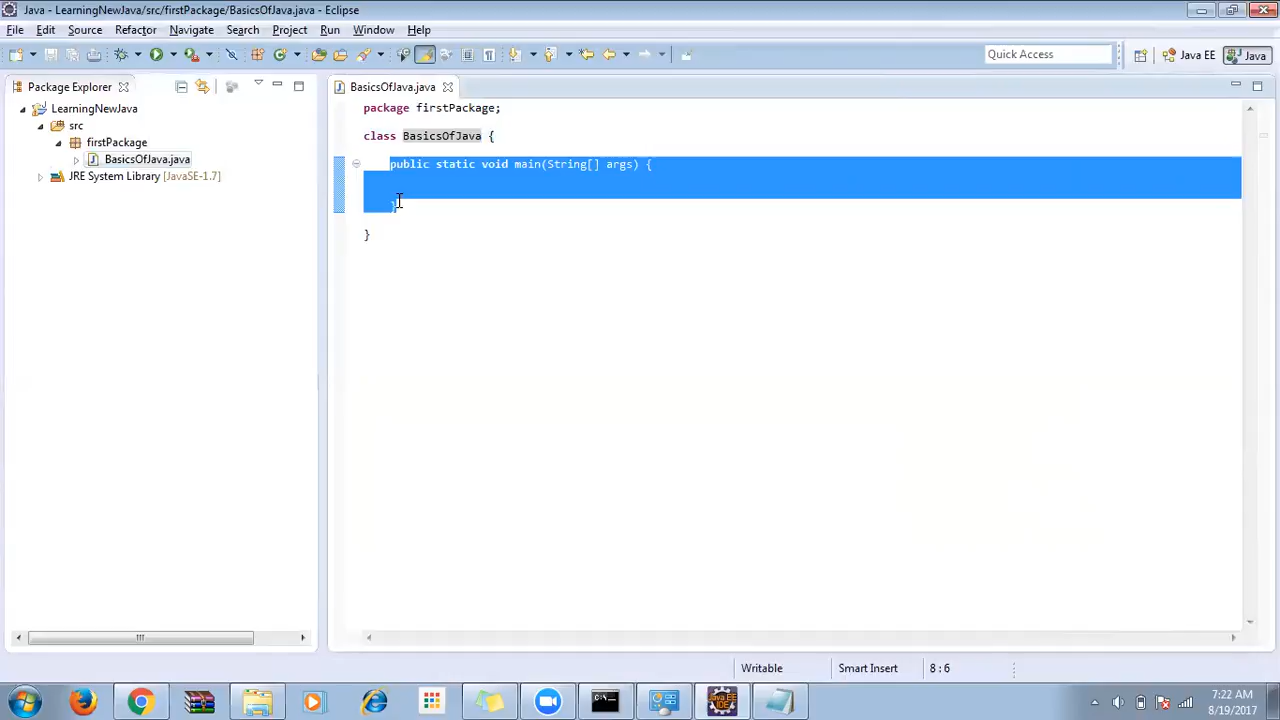 Java - LearningNewJava/src/firstPackage/BasicsOfJava.java - Eclipse
File Edit Source Refactor Navigate Search Project Run Window Help
Quick Access Java EE Java
Package Explorer
LearningNewJava
src
firstPackage
BasicsOfJava.java
JRE System Library [JavaSE-1.7]
BasicsOfJava.java
package firstPackage;
class BasicsOfJava {
public static void main(String[] args) {
}
}
Writable Smart Insert 8 : 6
Java EE
IDE
7:22 AM
8/19/2017